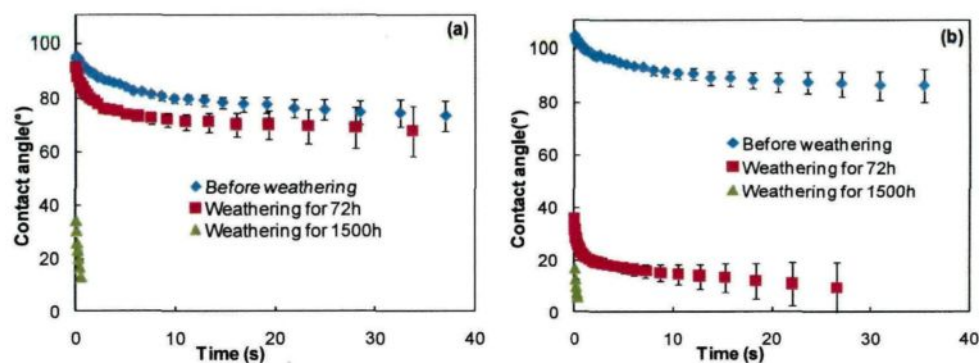 (a)
100
80
60
40
20
0
Contact angle(°)
Before weathering
Weathering for 72h
Weathering for 1500h
0 10 20 30 40
Time (s)
(b)
100
80
60
40
20
0
Contact angle(°)
Before weathering
Weathering for 72h
Weathering for 1500h
0 10 20 30 40
Time (s)